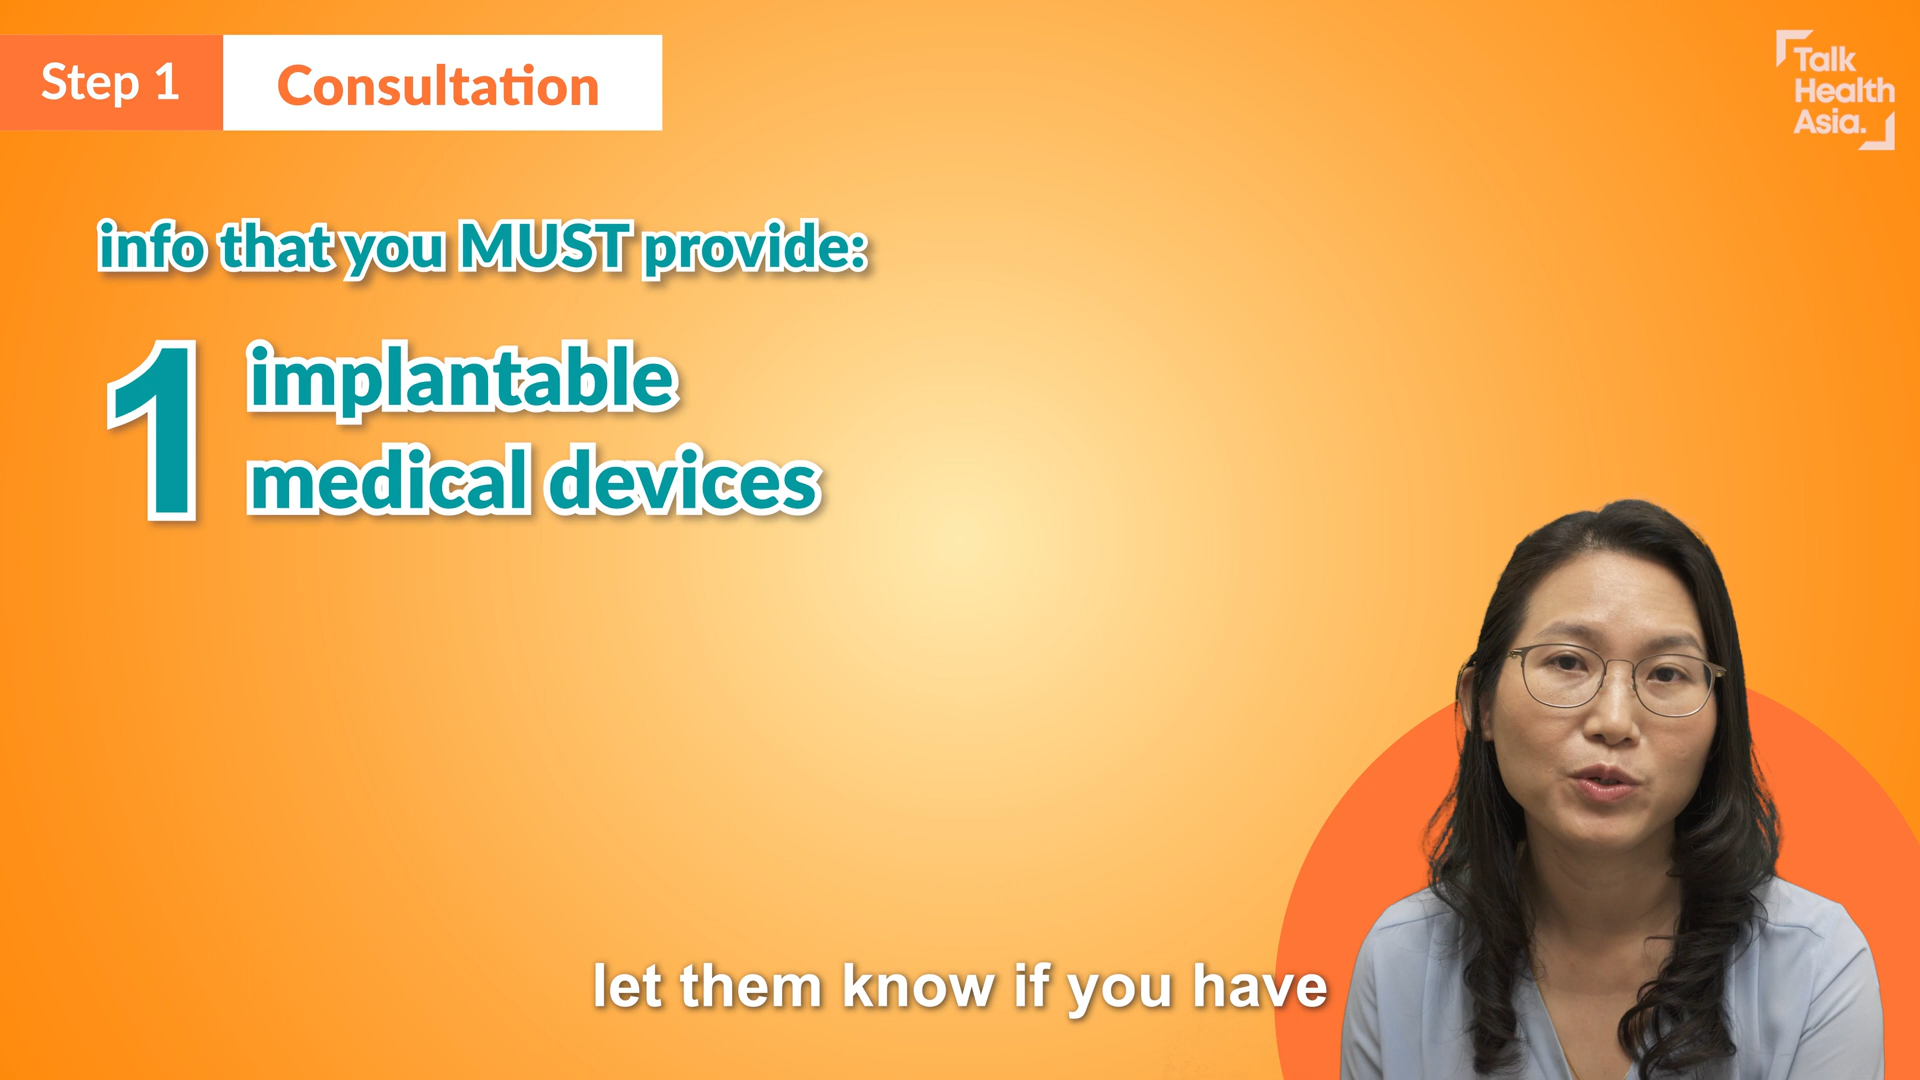 Step 1
Consultation
Talk
Health
Asia.
info that you MUST provide:
1
implantable
medical devices
let them know if you have